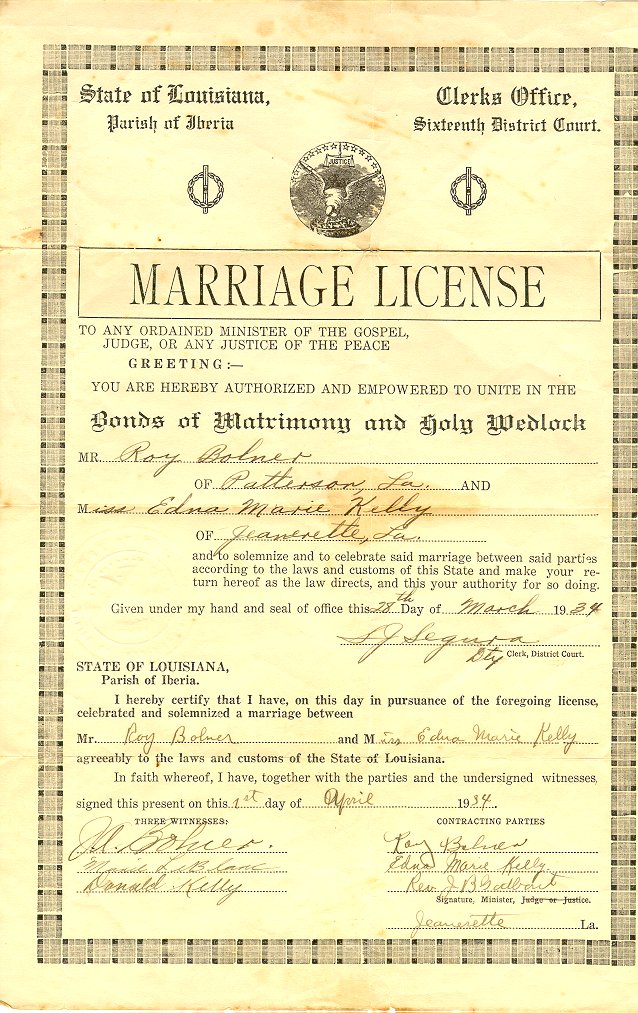 State of Louisiana,
Parish of Iberia
Clerks Office,
Sixteenth District Court.
JUSTICE
MARRIAGE LICENSE
TO ANY ORDAINED MINISTER OF THE GOSPEL,
JUDGE, OR ANY JUSTICE OF THE PEACE
GREETING:—
YOU ARE HEREBY AUTHORIZED AND EMPOWERED TO UNITE IN THE
Bonds of Matrimony and Holy Wedlock
MR. Roy Bolner
OF Patterson, La. AND
Miss Edna Marie Kelly
OF Jeanerette, La.
and to solemnize and to celebrate said marriage between said parties
according to the laws and customs of this State and make your re-
turn hereof as the law directs, and this your authority for so doing.
Given under my hand and seal of office this 28th Day of March 1934
Segura
Dty Clerk, District Court.
STATE OF LOUISIANA,
Parish of Iberia.
I hereby certify that I have, on this day in pursuance of the foregoing license,
celebrated and solemnized a marriage between
Mr. Roy Bolner and Miss Edna Marie Kelly
agreeably to the laws and customs of the State of Louisiana.
In faith whereof, I have, together with the parties and the undersigned witnesses,
signed this present on this 1st day of April 1934.
THREE WITNESSES:
Bolner.
LeBlanc
Donald Kelly
CONTRACTING PARTIES
Roy Bolner
Edna Marie Kelly
Rev. J. B.
Signature, Minister, Judge or Justice.
Jeanerette La.